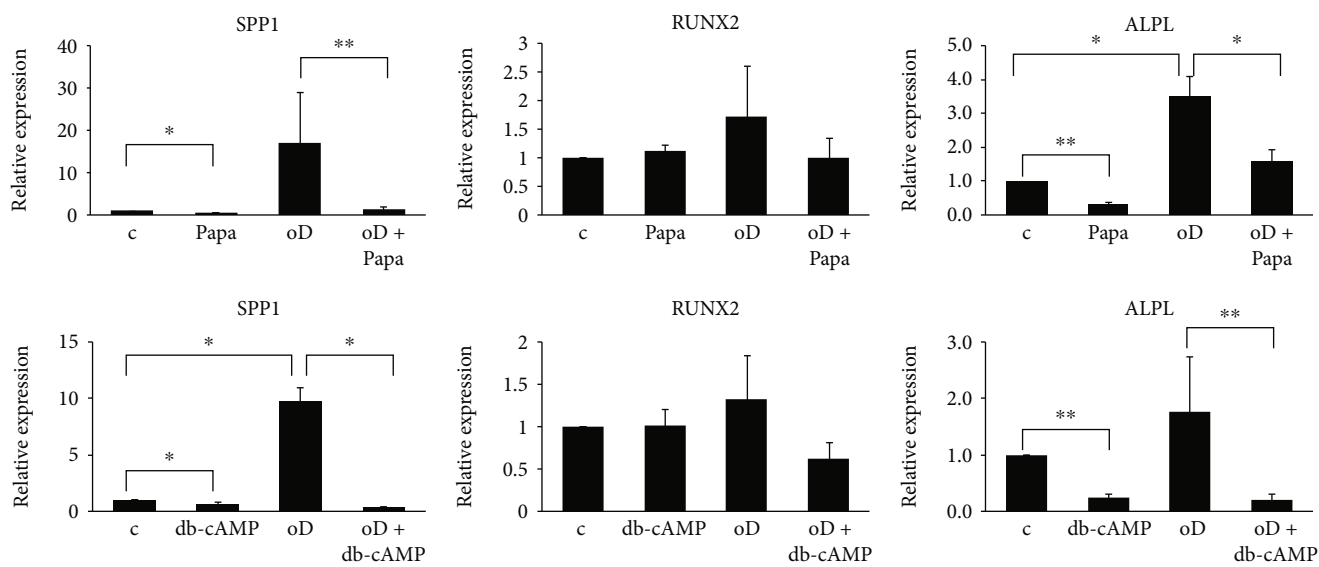 SPP1
Relative expression
40
30
20
10
0
*
**
c
Papa
oD
oD +
Papa
RUNX2
Relative expression
3
2.5
2
1.5
1
0.5
0
c
Papa
oD
oD +
Papa
ALPL
Relative expression
5.0
4.0
3.0
2.0
1.0
0.0
*
*
**
c
Papa
oD
oD +
Papa
SPP1
Relative expression
15
10
5
0
*
*
*
c
db-cAMP
oD
oD +
db-cAMP
RUNX2
Relative expression
2
1.5
1
0.5
0
c
db-cAMP
oD
oD +
db-cAMP
ALPL
Relative expression
3.0
2.0
1.0
0.0
**
**
c
db-cAMP
oD
oD +
db-cAMP